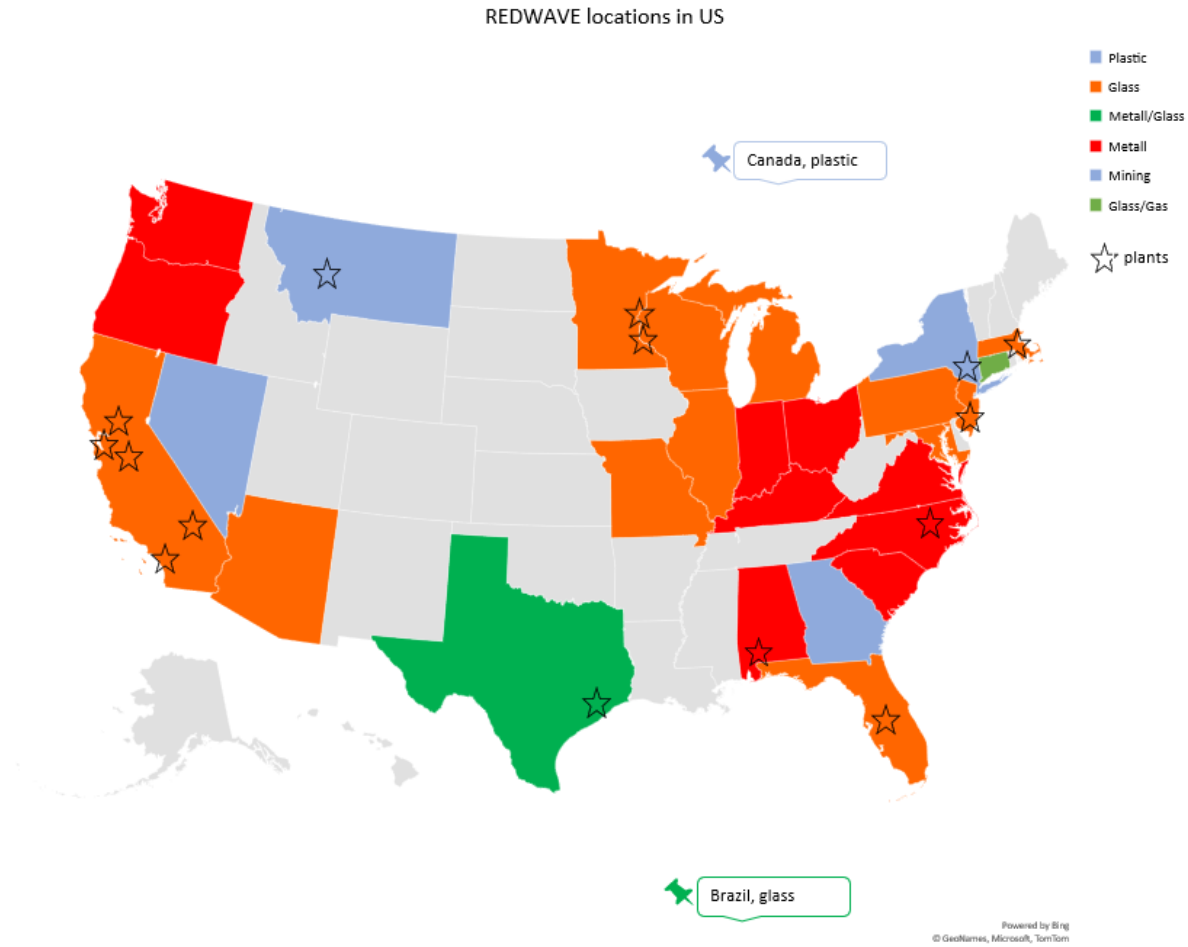 REDWAVE locations in US
Plastic
Glass
Metall/Glass
Metall
Mining
Glass/Gas
plants
Canada, plastic
Brazil, glass
Powered by Bing
© GeoNames, Microsoft, TomTom